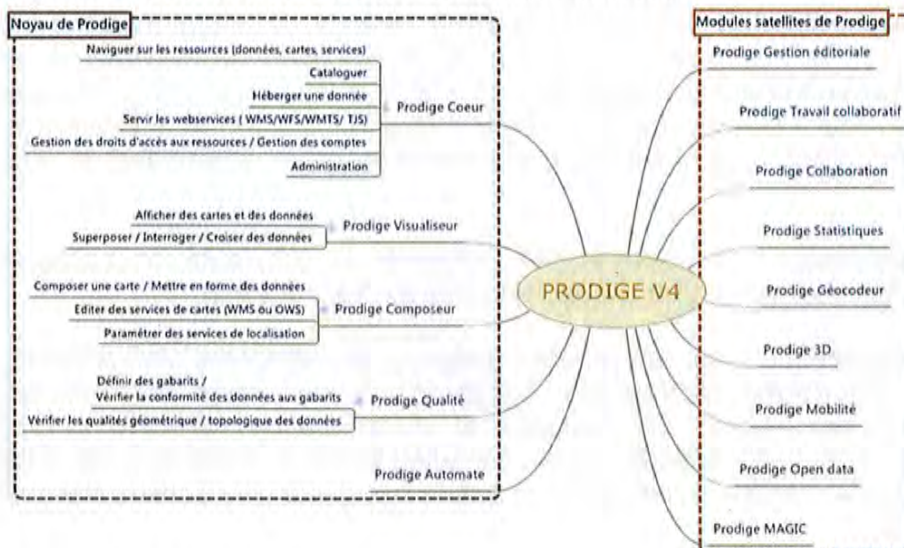 Noyau de Prodige
Naviguer sur les ressources (données, cartes, services)
Cataloguer
Héberger une donnée
Servir les webservices ( WMS/WFS/WMTS/ TJS)
Gestion des droits d'accès aux ressources / Gestion des comptes
Administration
Prodige Coeur
Afficher des cartes et des données
Superposer / Interroger / Croiser des données
Prodige Visualiseur
Composer une carte / Mettre en forme des données
Editer des services de cartes (WMS ou OWS)
Paramétrer des services de localisation
Prodige Composeur
Définir des gabarits /
Vérifier la conformité des données aux gabarits
Vérifier les qualités géométrique / topologique des données
Prodige Qualité
Prodige Automate
PRODIGE V4
Modules satellites de Prodige
Prodige Gestion éditoriale
Prodige Travail collaboratif
Prodige Collaboration
Prodige Statistiques
Prodige Géocodeur
Prodige 3D
Prodige Mobilité
Prodige Open data
Prodige MAGIC